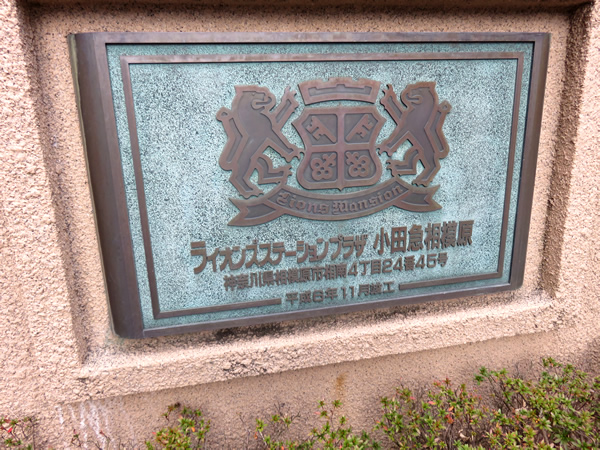 Lions Mansion
ライオンズステーションプラザ 小田急相模原
神奈川県相模原市相南4丁目24番45号
平成6年11月竣工